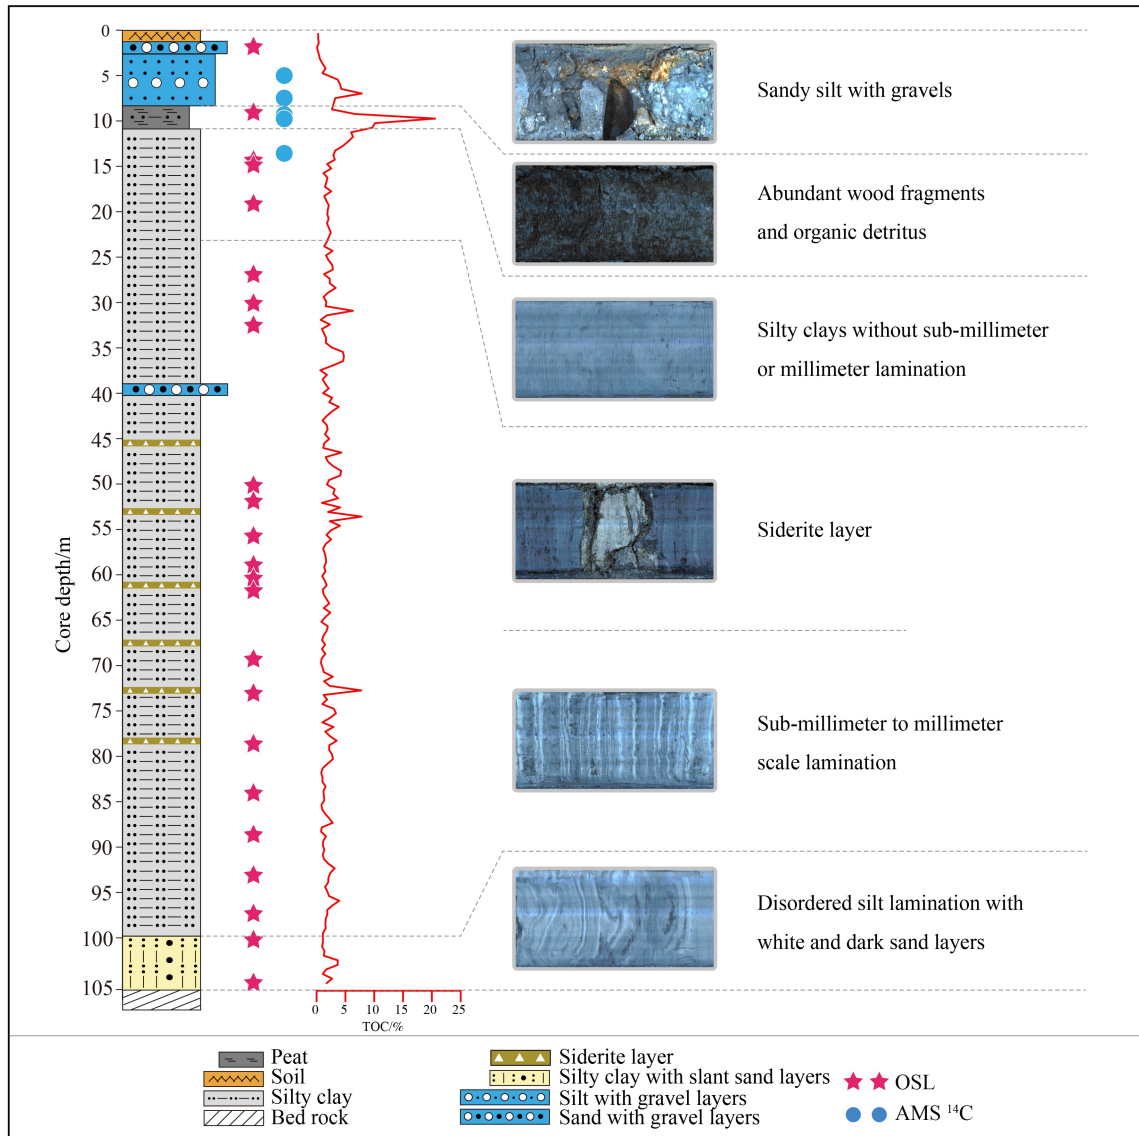 0
5
10
15
20
25
30
35
40
45
50
55
60
65
70
75
80
85
90
95
100
105
Core depth/m
Sandy silt with gravels
Abundant wood fragments
and organic detritus
Silty clays without sub-millimeter
or millimeter lamination
Siderite layer
Sub-millimeter to millimeter
scale lamination
Disordered silt lamination with
white and dark sand layers
0 5 10 15 20 25
TOC/%
Peat
Soil
Silty clay
Bed rock
Siderite layer
Silty clay with slant sand layers
Silt with gravel layers
Sand with gravel layers
OSL
AMS ¹⁴C